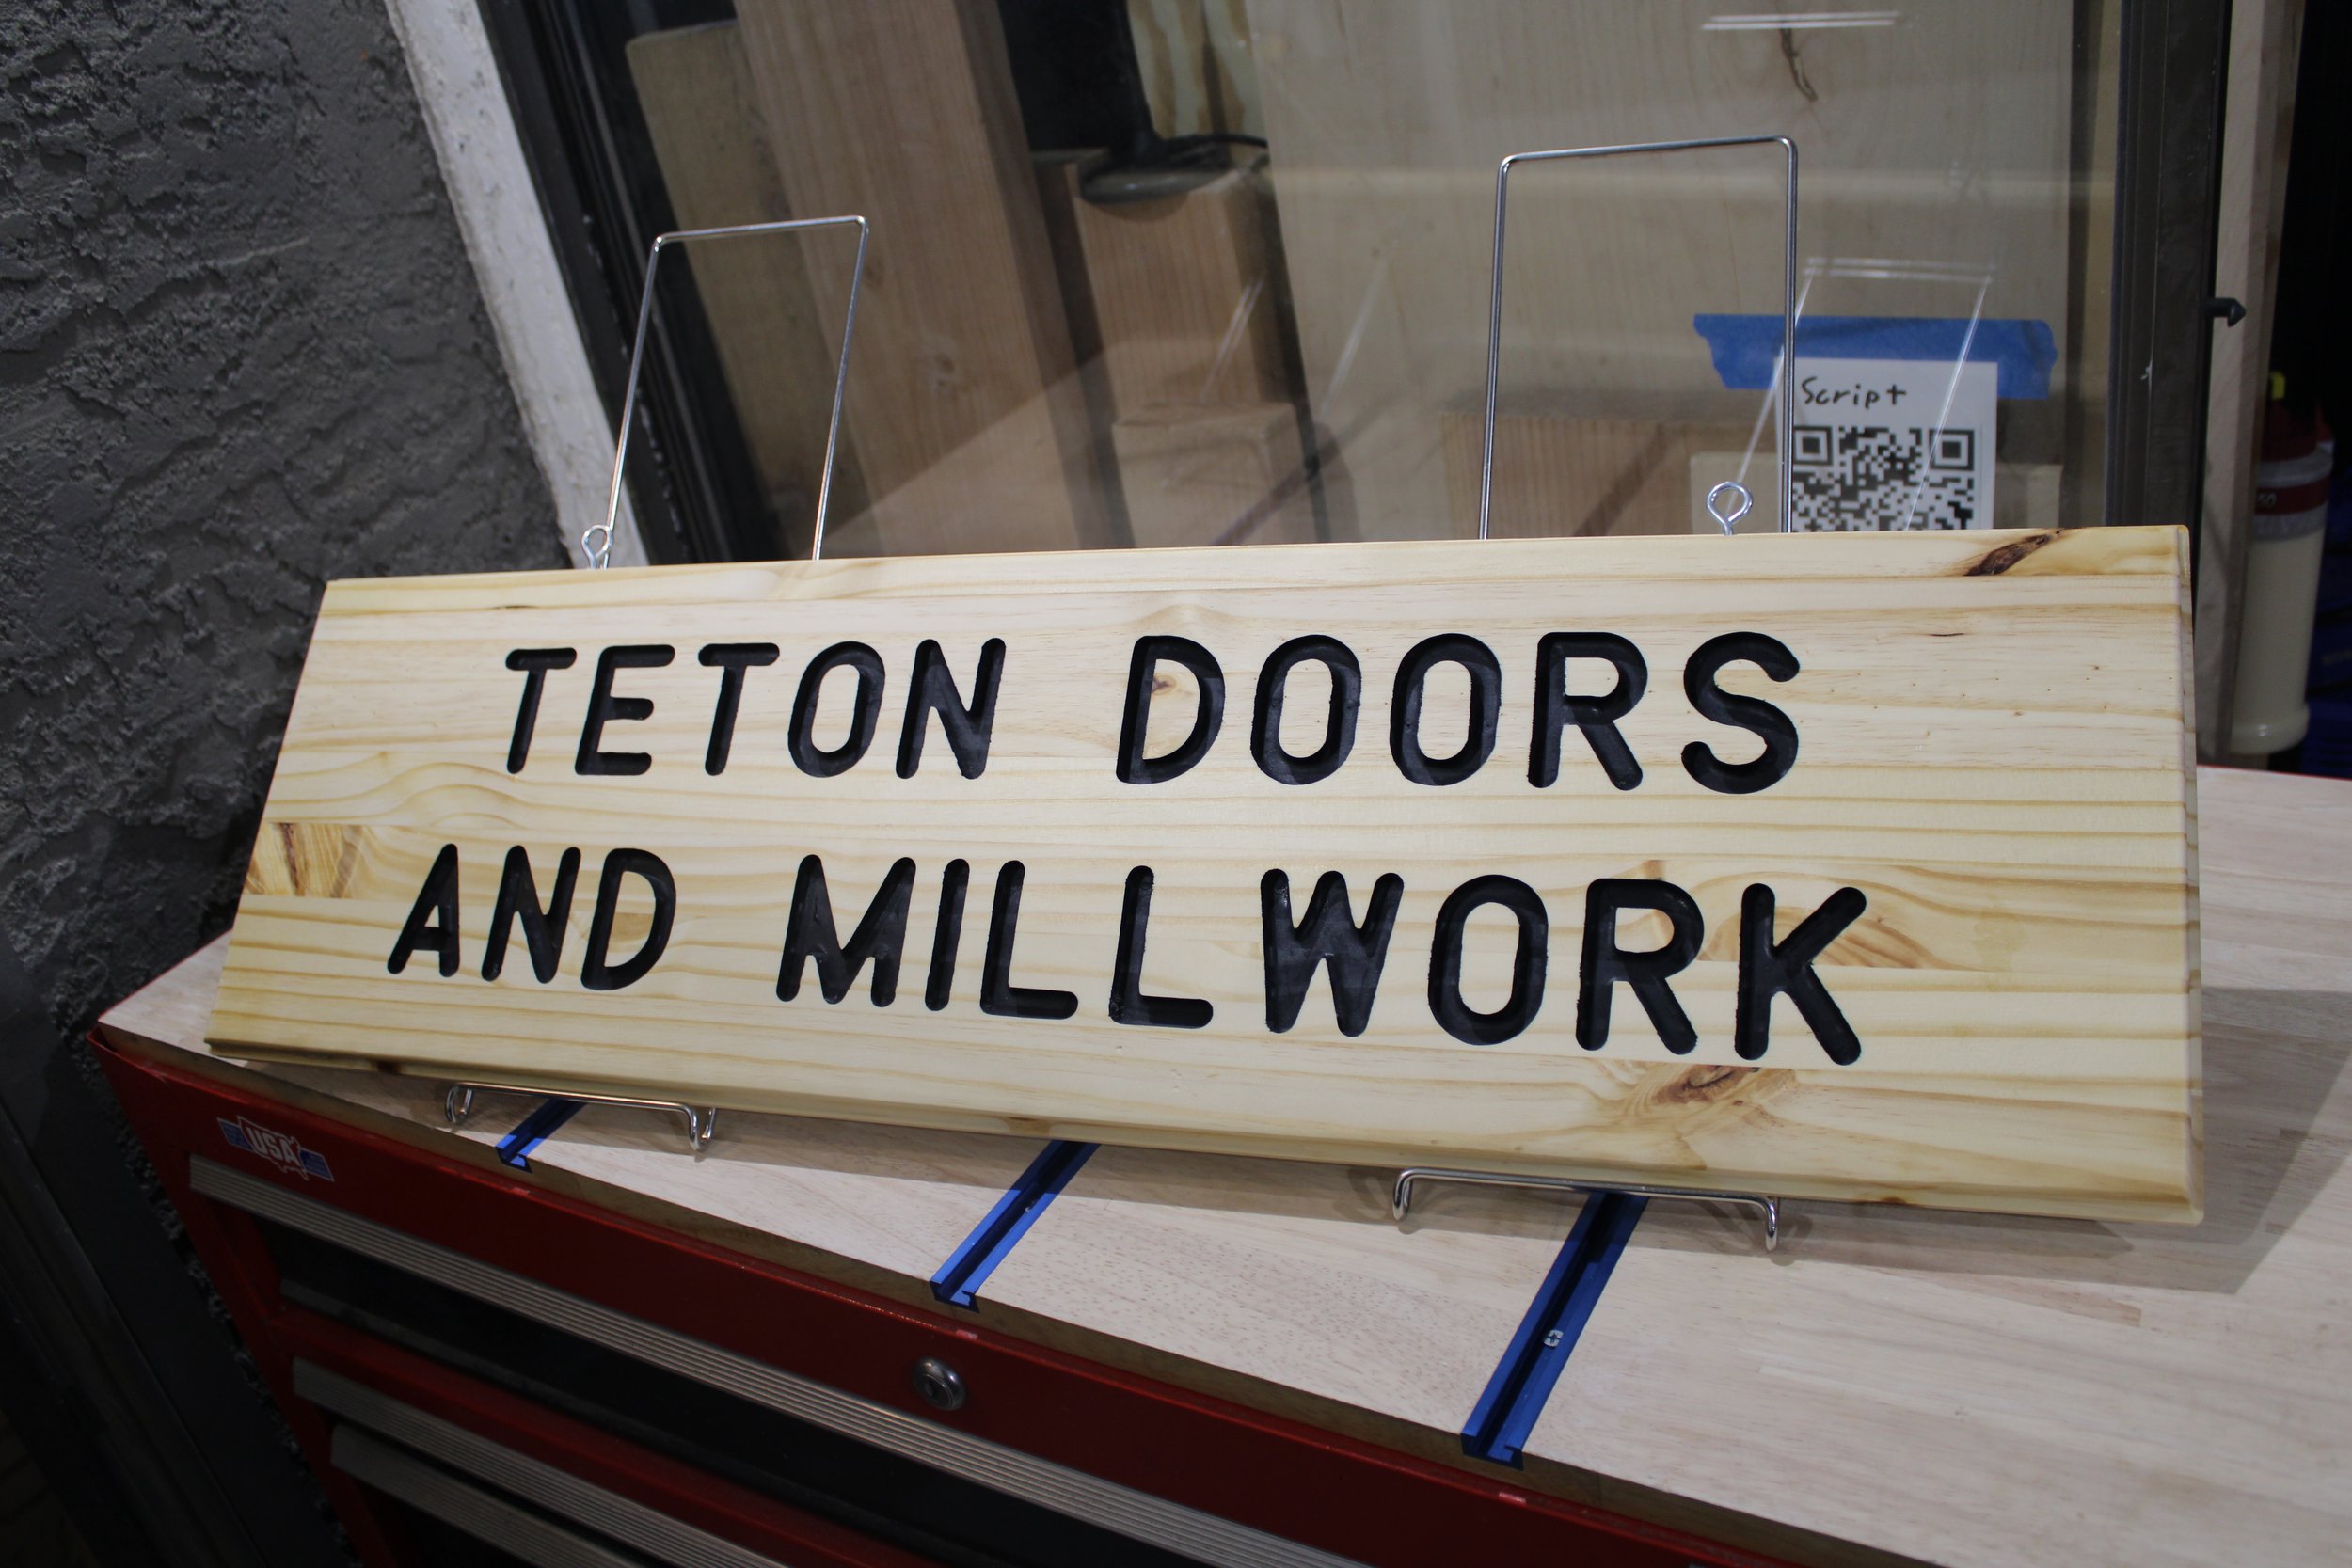 Script
TETON DOORS
AND MILLWORK
USA